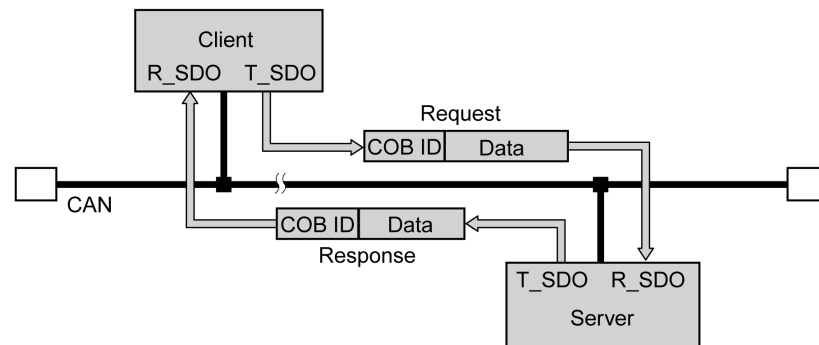 Client
R_SDO T_SDO
Request
COB ID Data
CAN
COB ID Data
Response
T_SDO R_SDO
Server